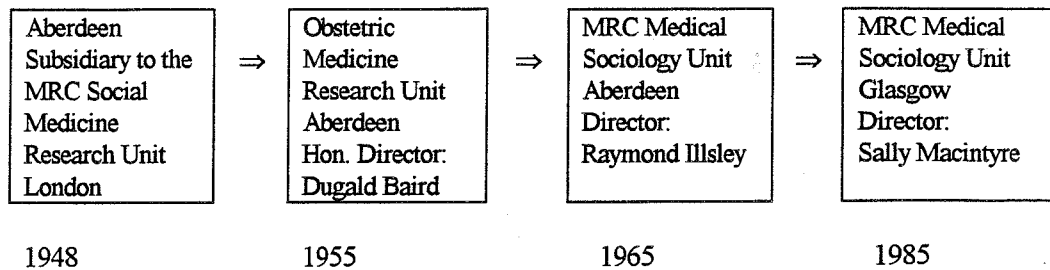 Aberdeen
Subsidiary to the
MRC Social
Medicine
Research Unit
London
⇒
Obstetric
Medicine
Research Unit
Aberdeen
Hon. Director:
Dugald Baird
⇒
MRC Medical
Sociology Unit
Aberdeen
Director:
Raymond Illsley
⇒
MRC Medical
Sociology Unit
Glasgow
Director:
Sally Macintyre
1948
1955
1965
1985